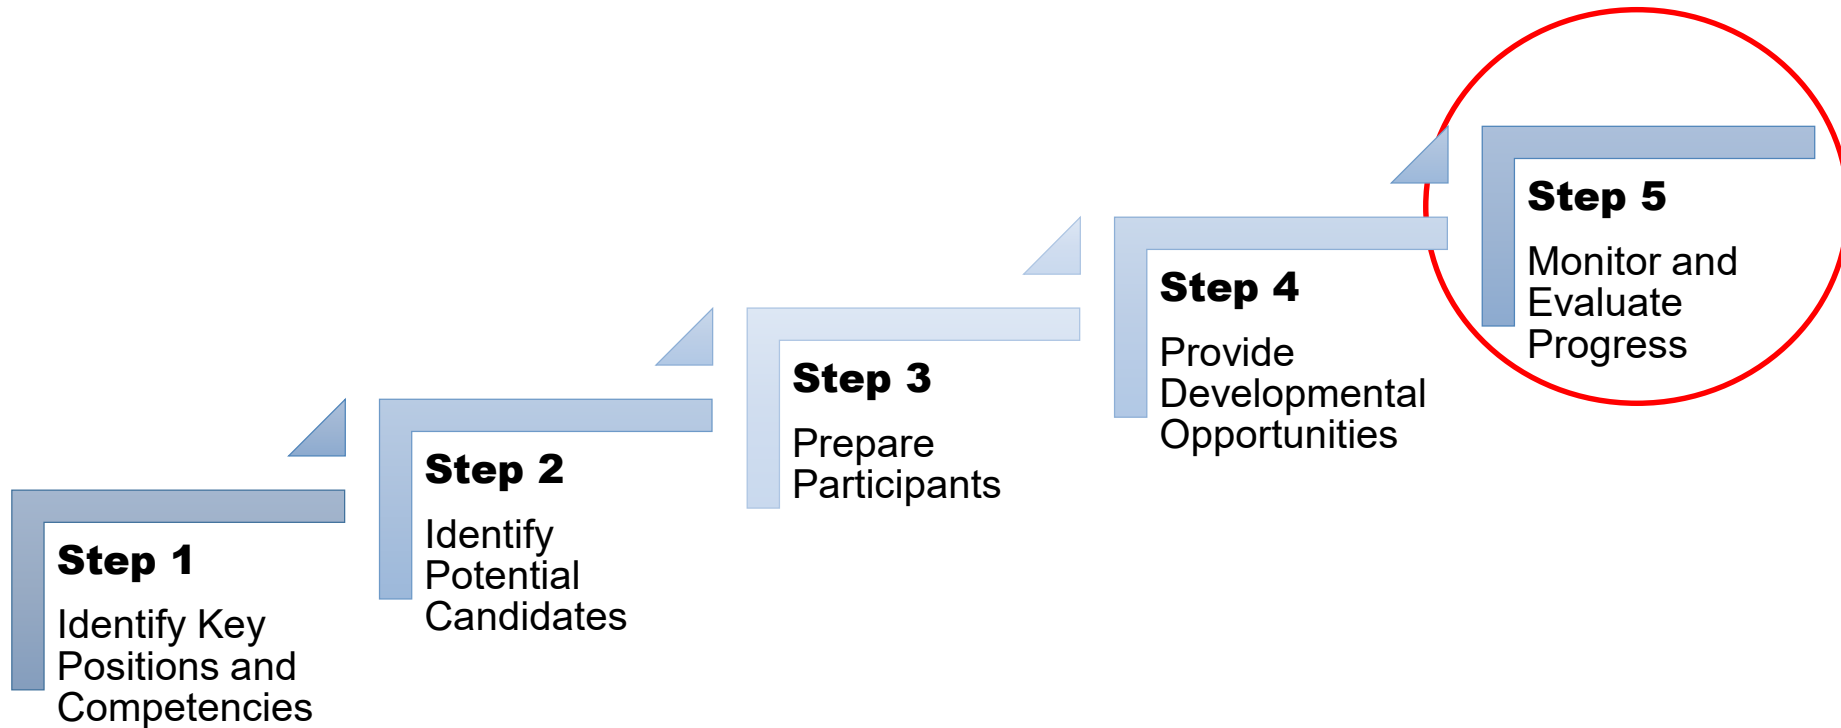 Step 1
Identify Key
Positions and
Competencies
Step 2
Identify
Potential
Candidates
Step 3
Prepare
Participants
Step 4
Provide
Developmental
Opportunities
Step 5
Monitor and
Evaluate
Progress